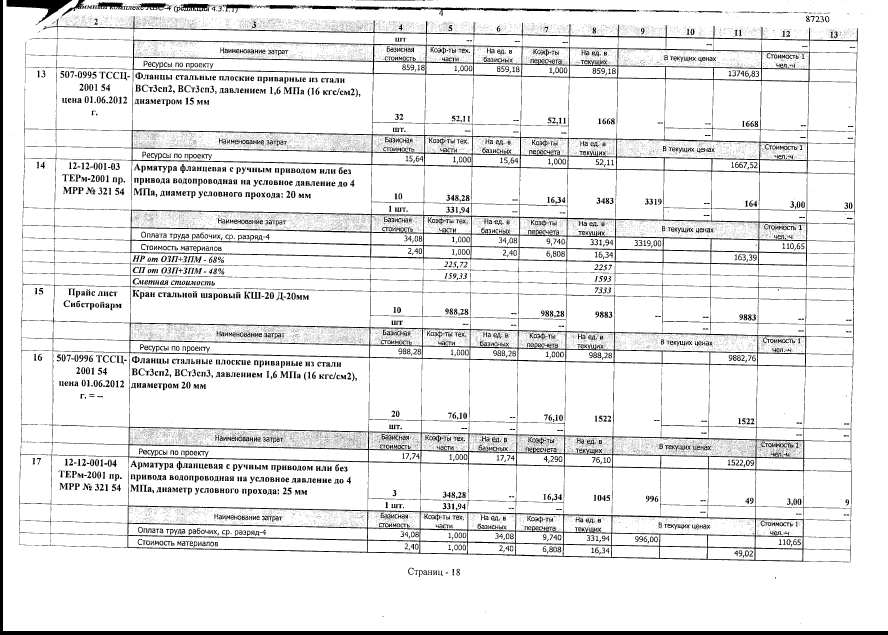 комплекс АВС-4 (редакция 4.3.1.1)
4
87230
2 3 4 5 6 7 8 9 10 11 12 13
шт -- -- -- -- -- --
Наименование затрат Базисная стоимость Коэф-ты тех. части На ед. в базисных Коэф-ты пересчета На ед. в текущих В текущих ценах Стоимость 1 чел.-ч
Ресурсы по проекту 859,18 1,000 859,18 1,000 859,18 13746,83
13 507-0995 ТССЦ- Фланцы стальные плоские приварные из стали
2001 54 ВСт3сп2, ВСт3сп3, давлением 1,6 МПа (16 кгс/см2),
цена 01.06.2012 диаметром 15 мм
г.
32 52,11 -- 52,11 1668 -- -- 1668 -- --
шт. -- -- -- --
Наименование затрат Базисная стоимость Коэф-ты тех. части На ед. в базисных Коэф-ты пересчета На ед. в текущих В текущих ценах Стоимость 1 чел.-ч
Ресурсы по проекту 15,64 1,000 15,64 1,000 52,11 1667,52
14 12-12-001-03 Арматура фланцевая с ручным приводом или без
ТЕРм-2001 пр. привода водопроводная на условное давление до 4
МРР № 321 54 МПа, диаметр условного прохода: 20 мм
10 348,28 -- 16,34 3483 3319 -- 164 3,00 30
1 шт. 331,94 -- -- -- --
Наименование затрат Базисная стоимость Коэф-ты тех. части На ед. в базисных Коэф-ты пересчета На ед. в текущих В текущих ценах Стоимость 1 чел.-ч
Оплата труда рабочих, ср. разряд-4 34,08 1,000 34,08 9,740 331,94 3319,00 110,65
Стоимость материалов 2,40 1,000 2,40 6,808 16,34 163,39
НР от ОЗП+ЗПМ - 68% 225,72 2257
СП от ОЗП+ЗПМ - 48% 159,33 1593
Сметная стоимость 7333
15 Прайс лист Кран стальной шаровый КШ-20 Д-20мм
Сибстройарм
10 988,28 -- 988,28 9883 -- -- 9883 -- --
шт -- -- -- --
Наименование затрат Базисная стоимость Коэф-ты тех. части На ед. в базисных Коэф-ты пересчета На ед. в текущих В текущих ценах Стоимость 1 чел.-ч
Ресурсы по проекту 988,28 1,000 988,28 1,000 988,28 9882,76
16 507-0996 ТССЦ- Фланцы стальные плоские приварные из стали
2001 54 ВСт3сп2, ВСт3сп3, давлением 1,6 МПа (16 кгс/см2),
цена 01.06.2012 диаметром 20 мм
г. = --
20 76,10 -- 76,10 1522 -- -- 1522 -- --
шт. -- -- -- --
Наименование затрат Базисная стоимость Коэф-ты тех. части На ед. в базисных Коэф-ты пересчета На ед. в текущих В текущих ценах Стоимость 1 чел.-ч
Ресурсы по проекту 17,74 1,000 17,74 4,290 76,10 1522,09
17 12-12-001-04 Арматура фланцевая с ручным приводом или без
ТЕРм-2001 пр. привода водопроводная на условное давление до 4
МРР № 321 54 МПа, диаметр условного прохода: 25 мм
3 348,28 -- 16,34 1045 996 -- 49 3,00 9
1 шт. 331,94 -- -- -- --
Наименование затрат Базисная стоимость Коэф-ты тех. части На ед. в базисных Коэф-ты пересчета На ед. в текущих В текущих ценах Стоимость 1 чел.-ч
Оплата труда рабочих, ср. разряд-4 34,08 1,000 34,08 9,740 331,94 996,00 110,65
Стоимость материалов 2,40 1,000 2,40 6,808 16,34 49,02
Страниц - 18